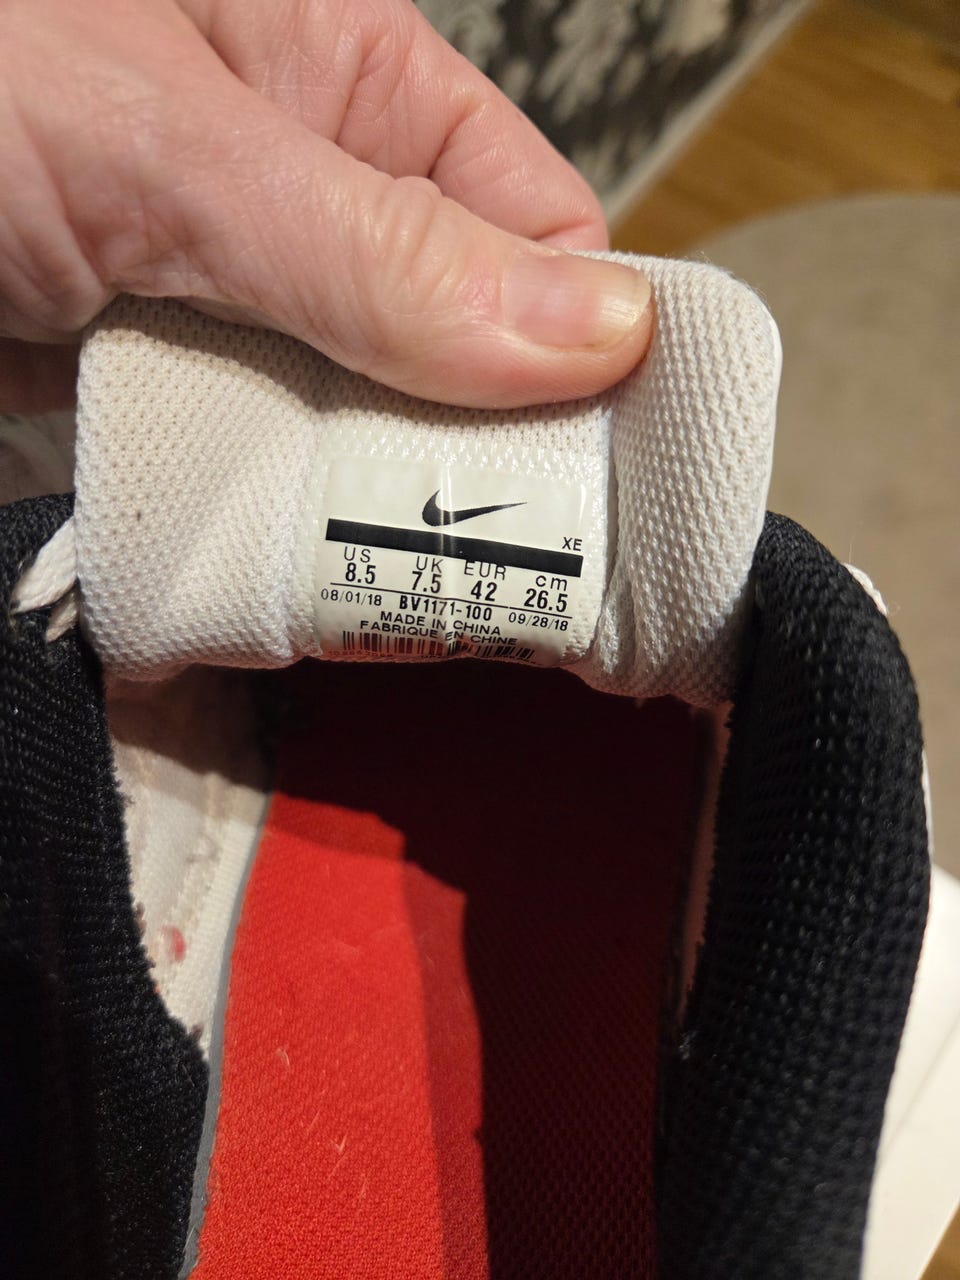 XE
US UK EUR cm
8.5 7.5 42 26.5
08/01/18 BV1171-100 09/28/18
MADE IN CHINA
FABRIQUE EN CHINE